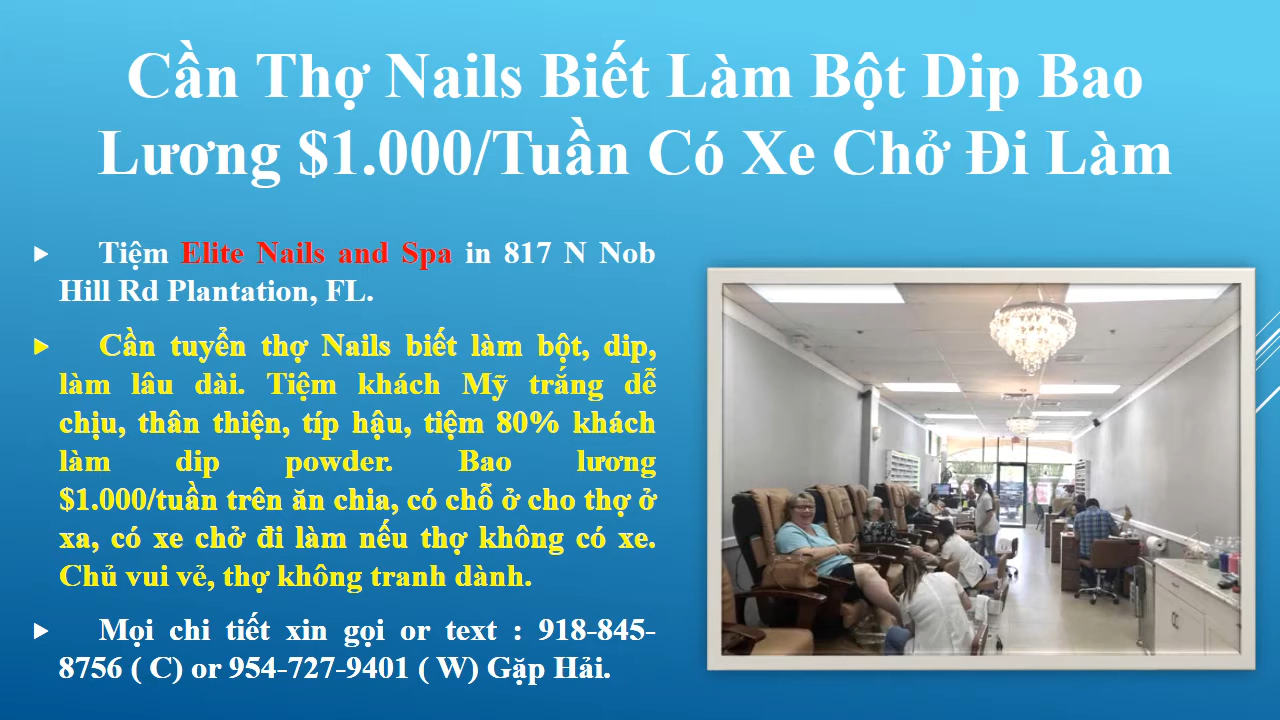 Cần Thợ Nails Biết Làm Bột Dip Bao
Lương $1.000/Tuần Có Xe Chở Đi Làm
Tiệm Elite Nails and Spa in 817 N Nob
Hill Rd Plantation, FL.
Cần tuyển thợ Nails biết làm bột, dip,
làm lâu dài. Tiệm khách Mỹ trắng dễ
chịu, thân thiện, típ hậu, tiệm 80% khách
làm dip powder. Bao lương
$1.000/tuần trên ăn chia, có chỗ ở cho thợ ở
xa, có xe chở đi làm nếu thợ không có xe.
Chủ vui vẻ, thợ không tranh dành.
Mọi chi tiết xin gọi or text : 918-845-
8756 ( C) or 954-727-9401 ( W) Gặp Hải.